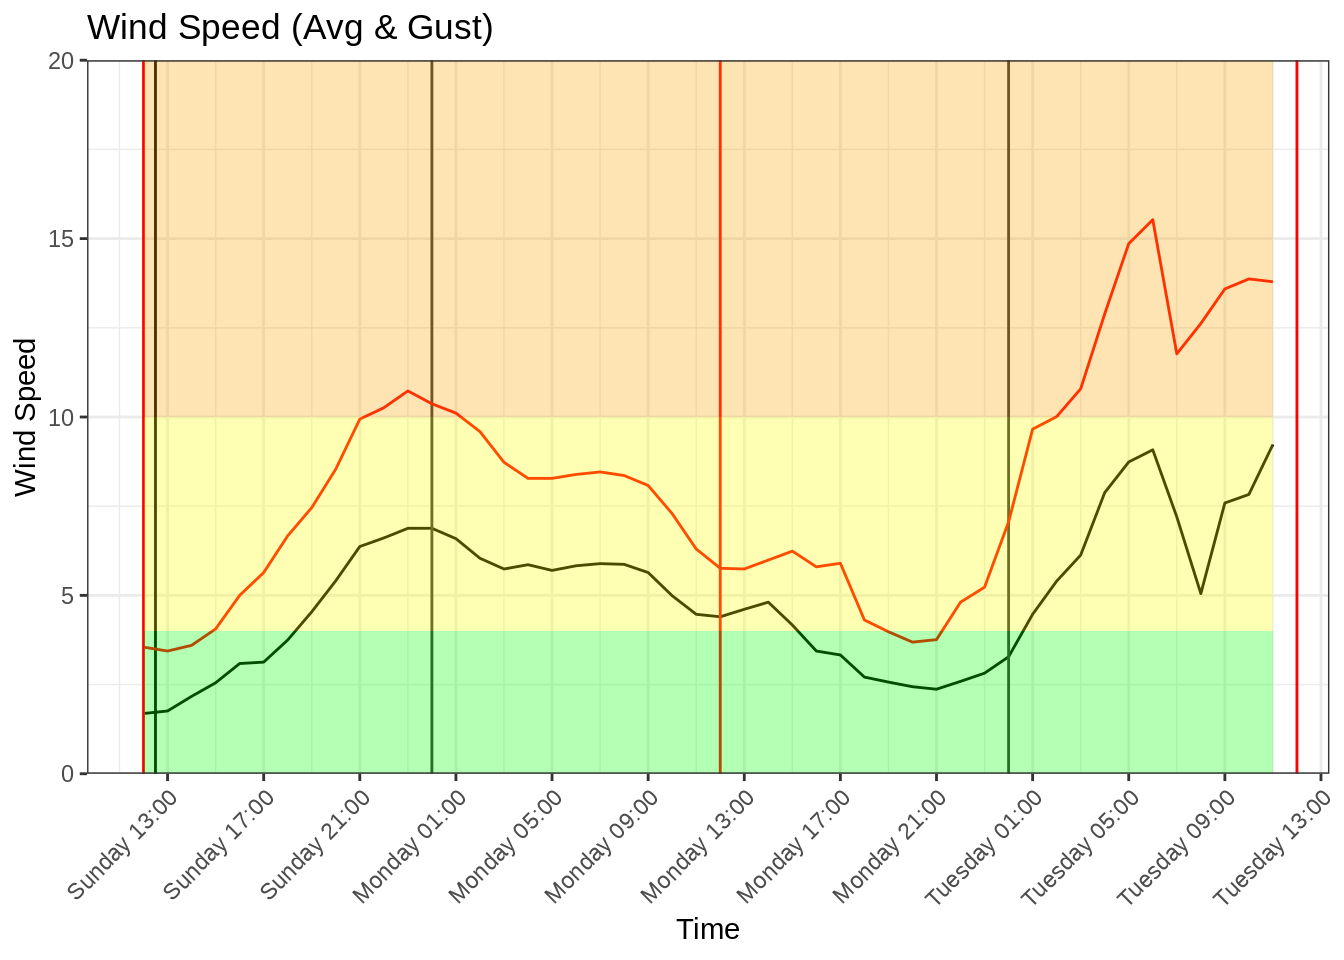 Wind Speed (Avg & Gust)
20
15
10
5
0
Wind Speed
Sunday 13:00
Sunday 17:00
Sunday 21:00
Monday 01:00
Monday 05:00
Monday 09:00
Monday 13:00
Monday 17:00
Monday 21:00
Tuesday 01:00
Tuesday 05:00
Tuesday 09:00
Tuesday 13:00
Time